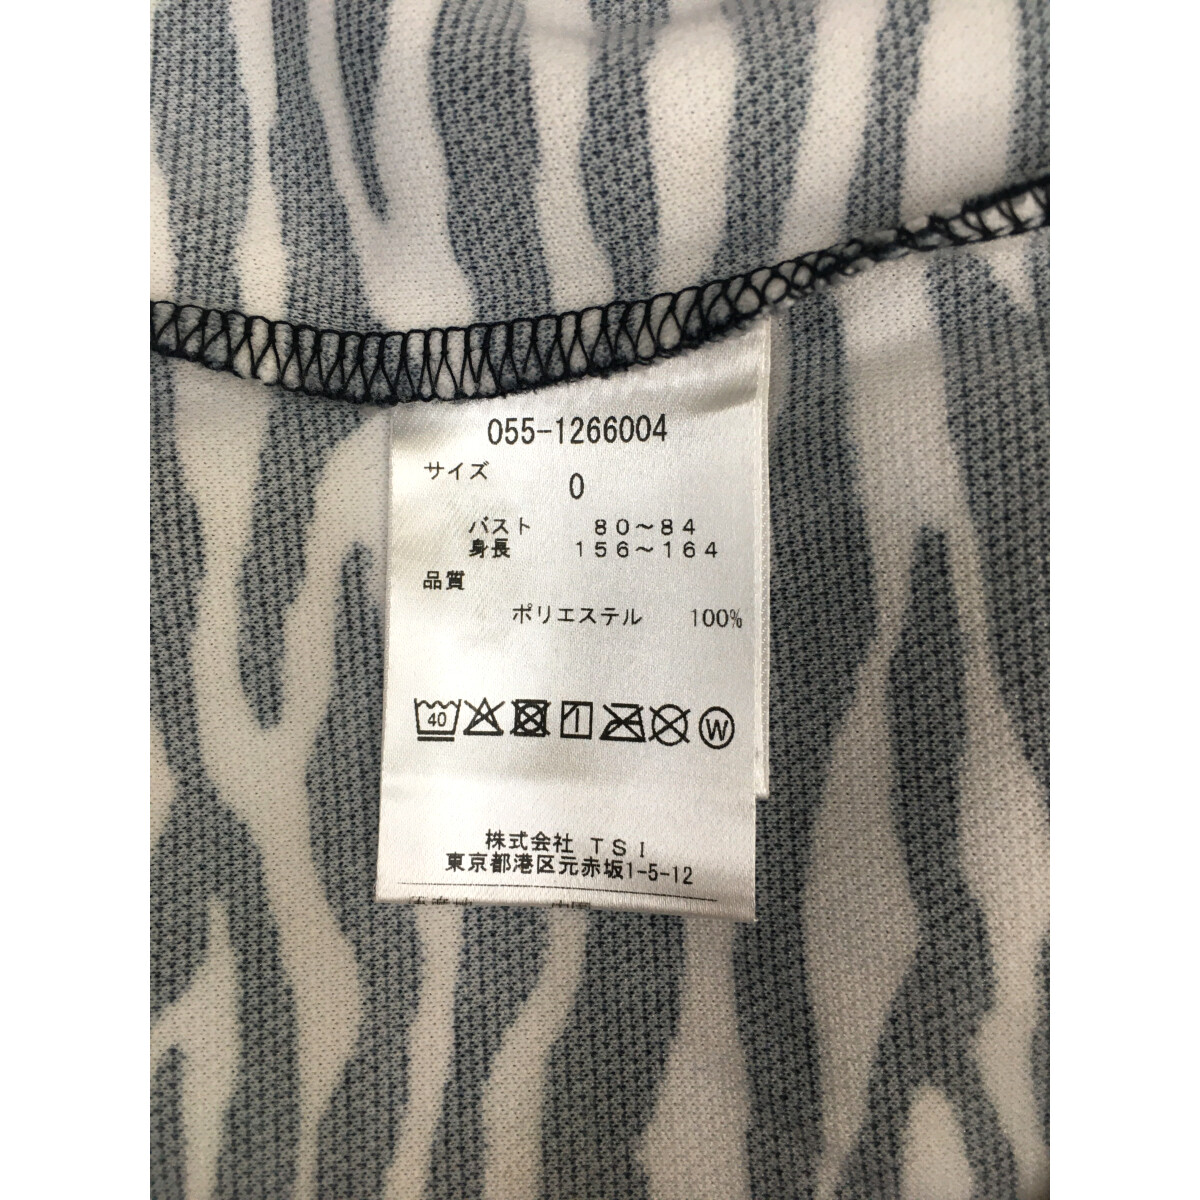 055-1266004
サイズ
0
バスト 80～84
身長 156～164
品質
ポリエステル 100%
40 W
株式会社 TSI
東京都港区元赤坂1-5-12